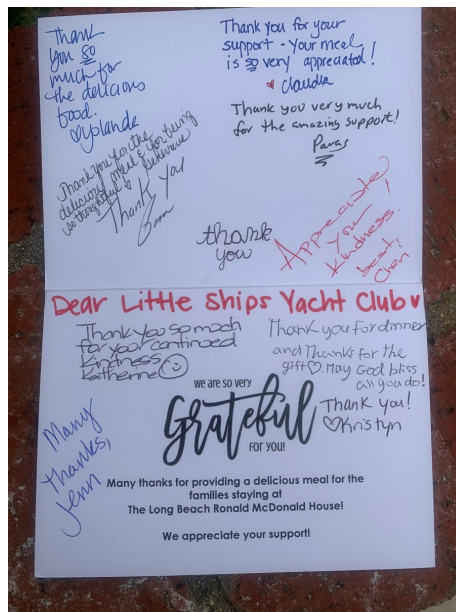 Thank
you so
much for
the delicious
food.
♡Yolanda
Thank you for your
support - your meal
is so very appreciated!
♥ Claudia
Thank you very much
for the amazing support!
Paras
Thank you for the
delicious meal & for being
so thoughtful &
Thank you
thank
you
Appreciate
your
kindness.
best,
Cheri
Dear Little Ships Yacht Club ♥
Thank you so much
for your continued
kindness
Katherine
Thank you for dinner
and Thanks for the
gift♡. May God bliss
all you do!
Thank you!
♡Kristyn
we are so very
Grateful
FOR YOU!
Many
thanks,
Jenn
Many thanks for providing a delicious meal for the
families staying at
The Long Beach Ronald McDonald House!
We appreciate your support!